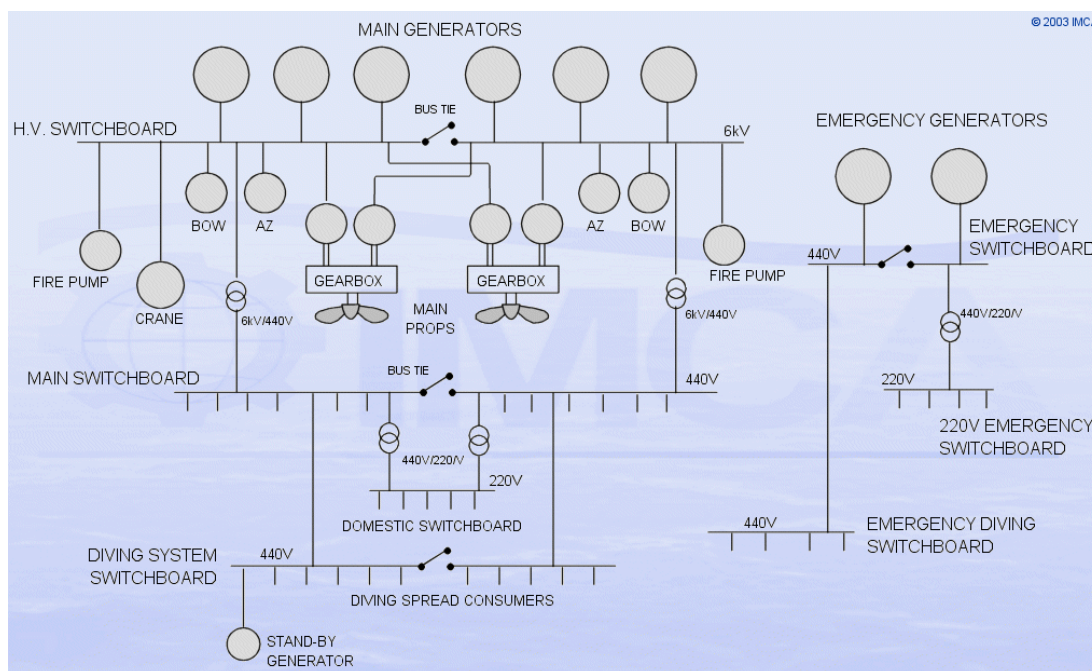 © 2003 IMCA
MAIN GENERATORS
BUS TIE
H.V. SWITCHBOARD
6kV
EMERGENCY GENERATORS
BOW
AZ
AZ
BOW
EMERGENCY
SWITCHBOARD
440V
FIRE PUMP
GEARBOX
GEARBOX
FIRE PUMP
CRANE
6kV/440V
MAIN
PROPS
6kV/440V
440V/220/V
IMCA
MAIN SWITCHBOARD
BUS TIE
440V
220V
220V EMERGENCY
SWITCHBOARD
440V/220/V
220V
DOMESTIC SWITCHBOARD
440V
EMERGENCY DIVING
SWITCHBOARD
DIVING SYSTEM
SWITCHBOARD
440V
DIVING SPREAD CONSUMERS
STAND-BY
GENERATOR